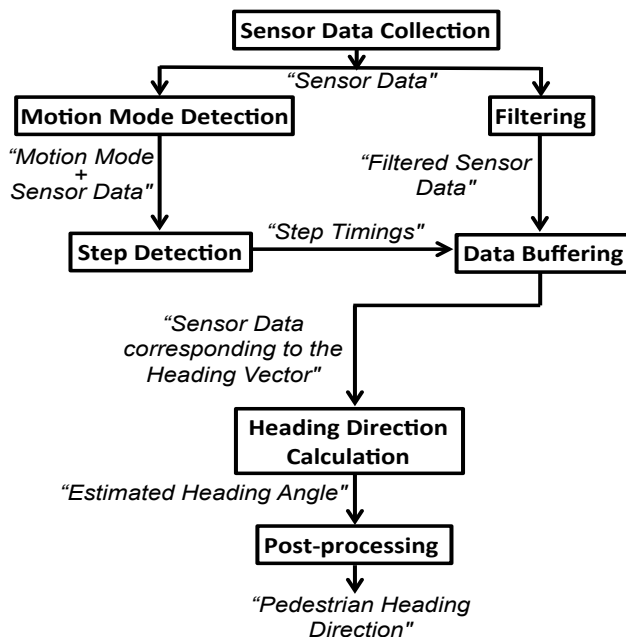 Sensor Data Collection
“Sensor Data"
Motion Mode Detection
Filtering
“Motion Mode
+
Sensor Data"
“Filtered Sensor
Data"
Step Detection
“Step Timings"
Data Buffering
“Sensor Data
corresponding to the
Heading Vector"
Heading Direction
Calculation
“Estimated Heading Angle"
Post-processing
“Pedestrian Heading
Direction"